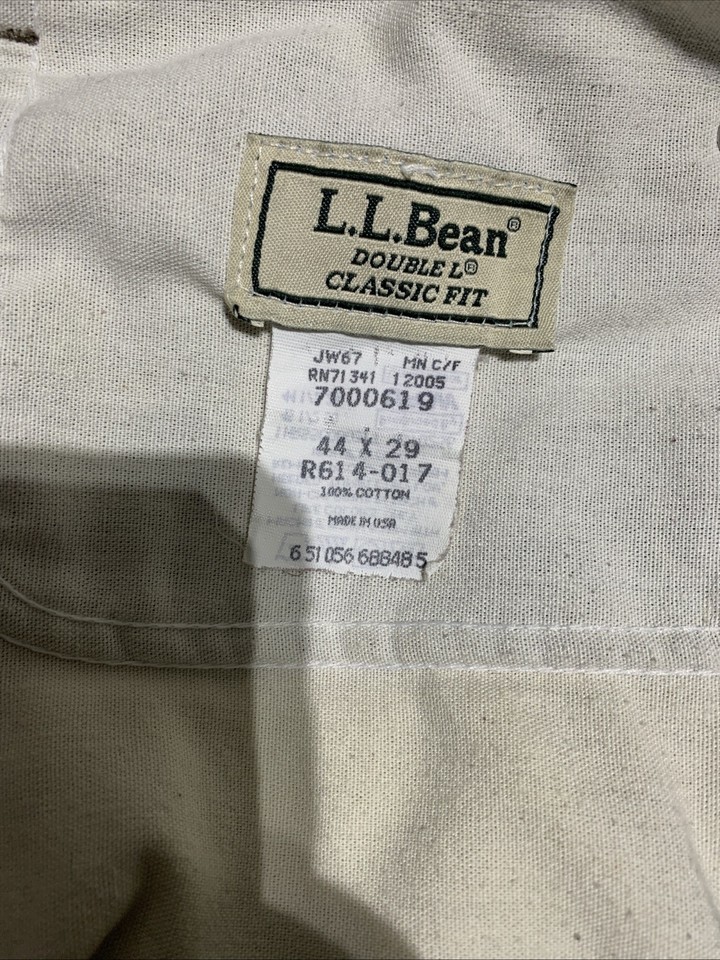 L.L.Bean®
DOUBLE L®
CLASSIC FIT
JW67 MN C/F
RN71341 12005
7000619
44 X 29
R614-017
100% COTTON
MADE IN USA
6 51056 68848 5